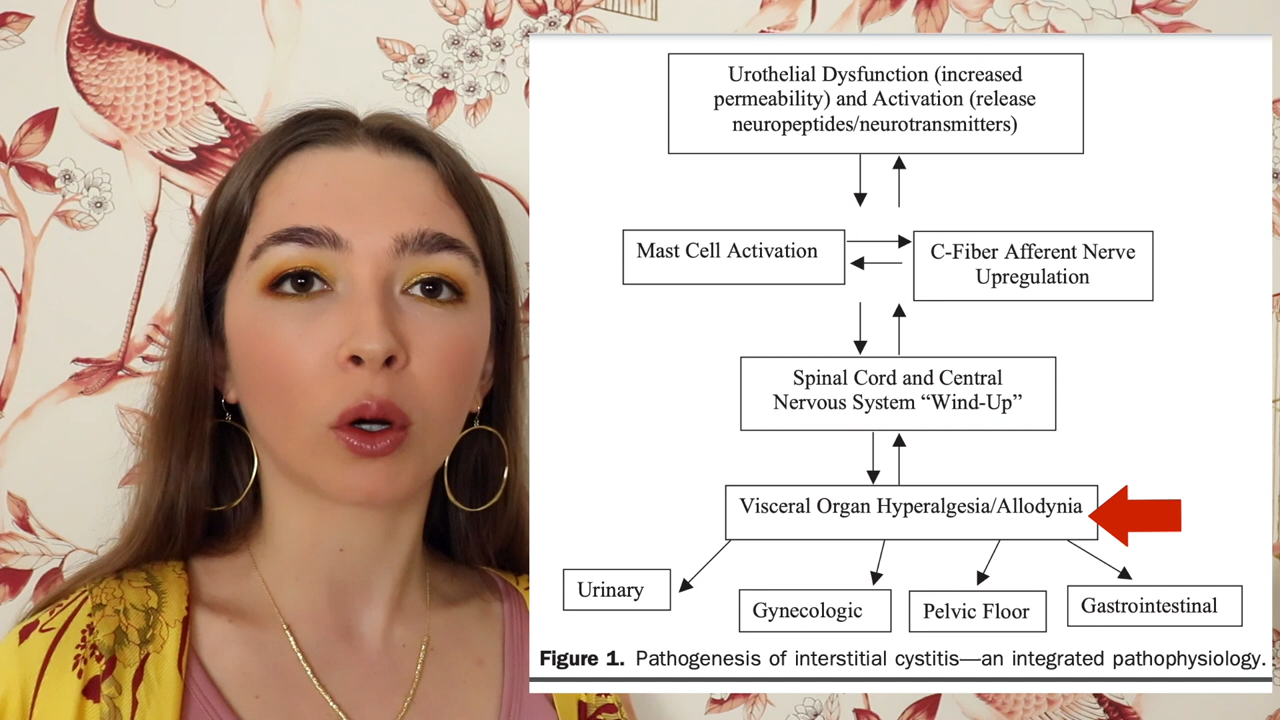 Urothelial Dysfunction (increased
permeability) and Activation (release
neuropeptides/neurotransmitters)
Mast Cell Activation
C-Fiber Afferent Nerve
Upregulation
Spinal Cord and Central
Nervous System “Wind-Up”
Visceral Organ Hyperalgesia/Allodynia
Urinary
Gynecologic
Pelvic Floor
Gastrointestinal
Figure 1. Pathogenesis of interstitial cystitis—an integrated pathophysiology.